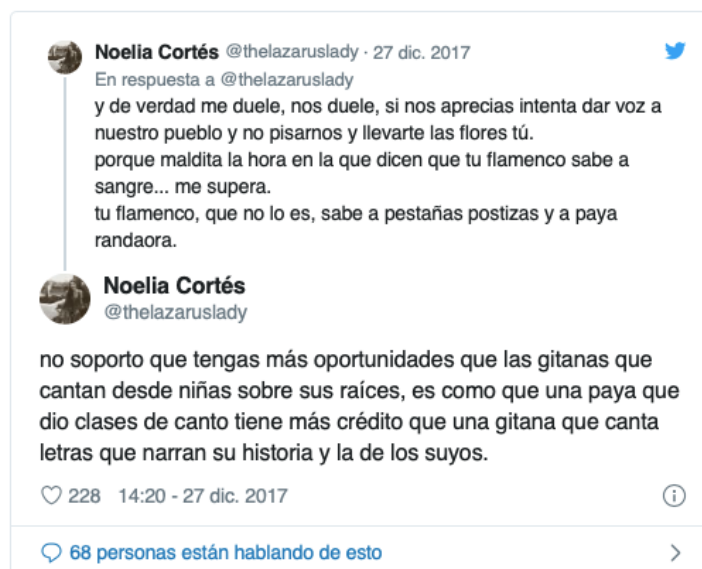 Noelia Cortés @thelazaruslady · 27 dic. 2017
En respuesta a @thelazaruslady
y de verdad me duele, nos duele, si nos aprecias intenta dar voz a
nuestro pueblo y no pisarnos y llevarte las flores tú.
porque maldita la hora en la que dicen que tu flamenco sabe a
sangre... me supera.
tu flamenco, que no lo es, sabe a pestañas postizas y a paya
randaora.
Noelia Cortés
@thelazaruslady
no soporto que tengas más oportunidades que las gitanas que
cantan desde niñas sobre sus raíces, es como que una paya que
dio clases de canto tiene más crédito que una gitana que canta
letras que narran su historia y la de los suyos.
228 14:20 - 27 dic. 2017
68 personas están hablando de esto